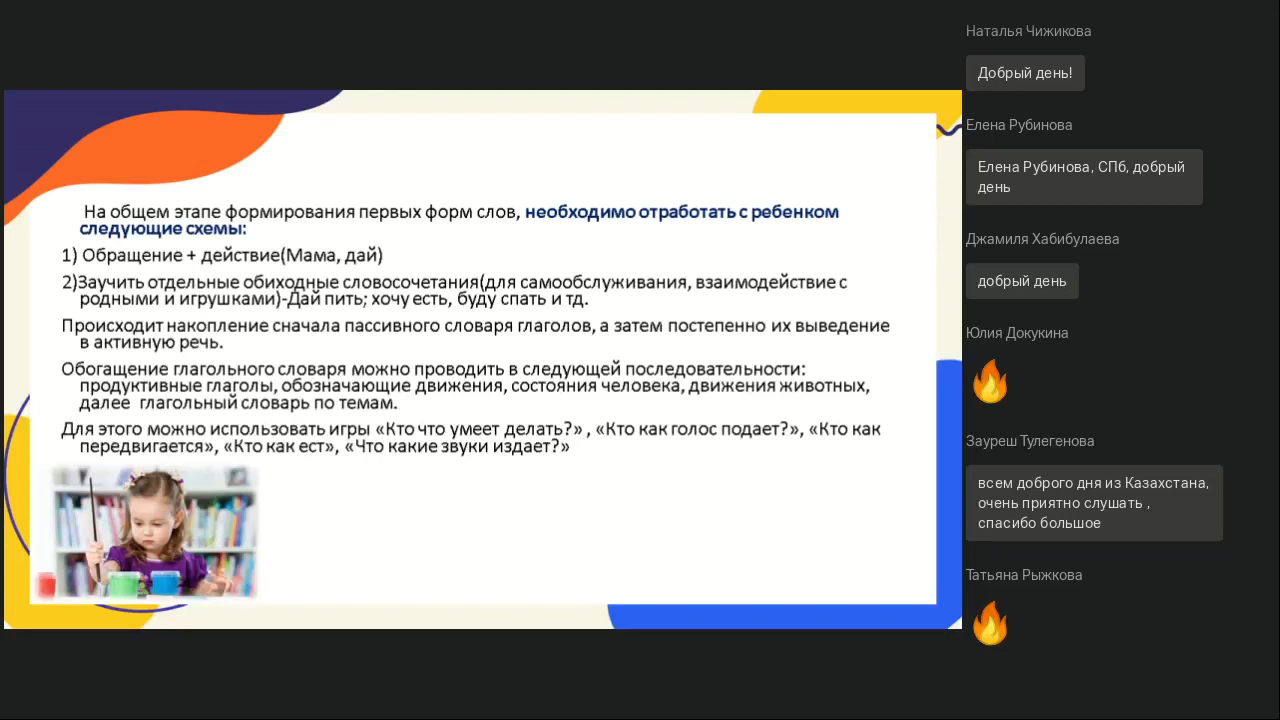 На общем этапе формирования первых форм слов, необходимо отработать с ребенком
следующие схемы:
1) Обращение + действие(Мама, дай)
2)Заучить отдельные обиходные словосочетания(для самообслуживания, взаимодействие с
родными и игрушками)-Дай пить; хочу есть, буду спать и тд.
Происходит накопление сначала пассивного словаря глаголов, а затем постепенно их выведение
в активную речь.
Обогащение глагольного словаря можно проводить в следующей последовательности:
продуктивные глаголы, обозначающие движения, состояния человека, движения животных,
далее глагольный словарь по темам.
Для этого можно использовать игры «Кто что умеет делать?» , «Кто как голос подает?», «Кто как
передвигается», «Кто как ест», «Что какие звуки издает?»
Наталья Чижикова
Добрый день!
Елена Рубинова
Елена Рубинова, СПб, добрый
день
Джамиля Хабибулаева
добрый день
Юлия Докукина
Зауреш Тулегенова
всем доброго дня из Казахстана,
очень приятно слушать ,
спасибо большое
Татьяна Рыжкова